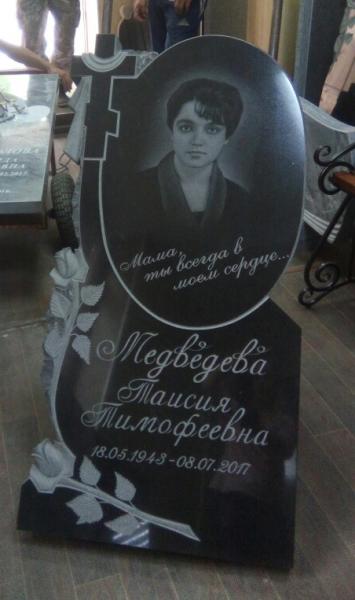 Мама,
ты всегда в
моем сердце...
Медведева
Таисия
Тимофеевна
18.05.1943-08.07.2017